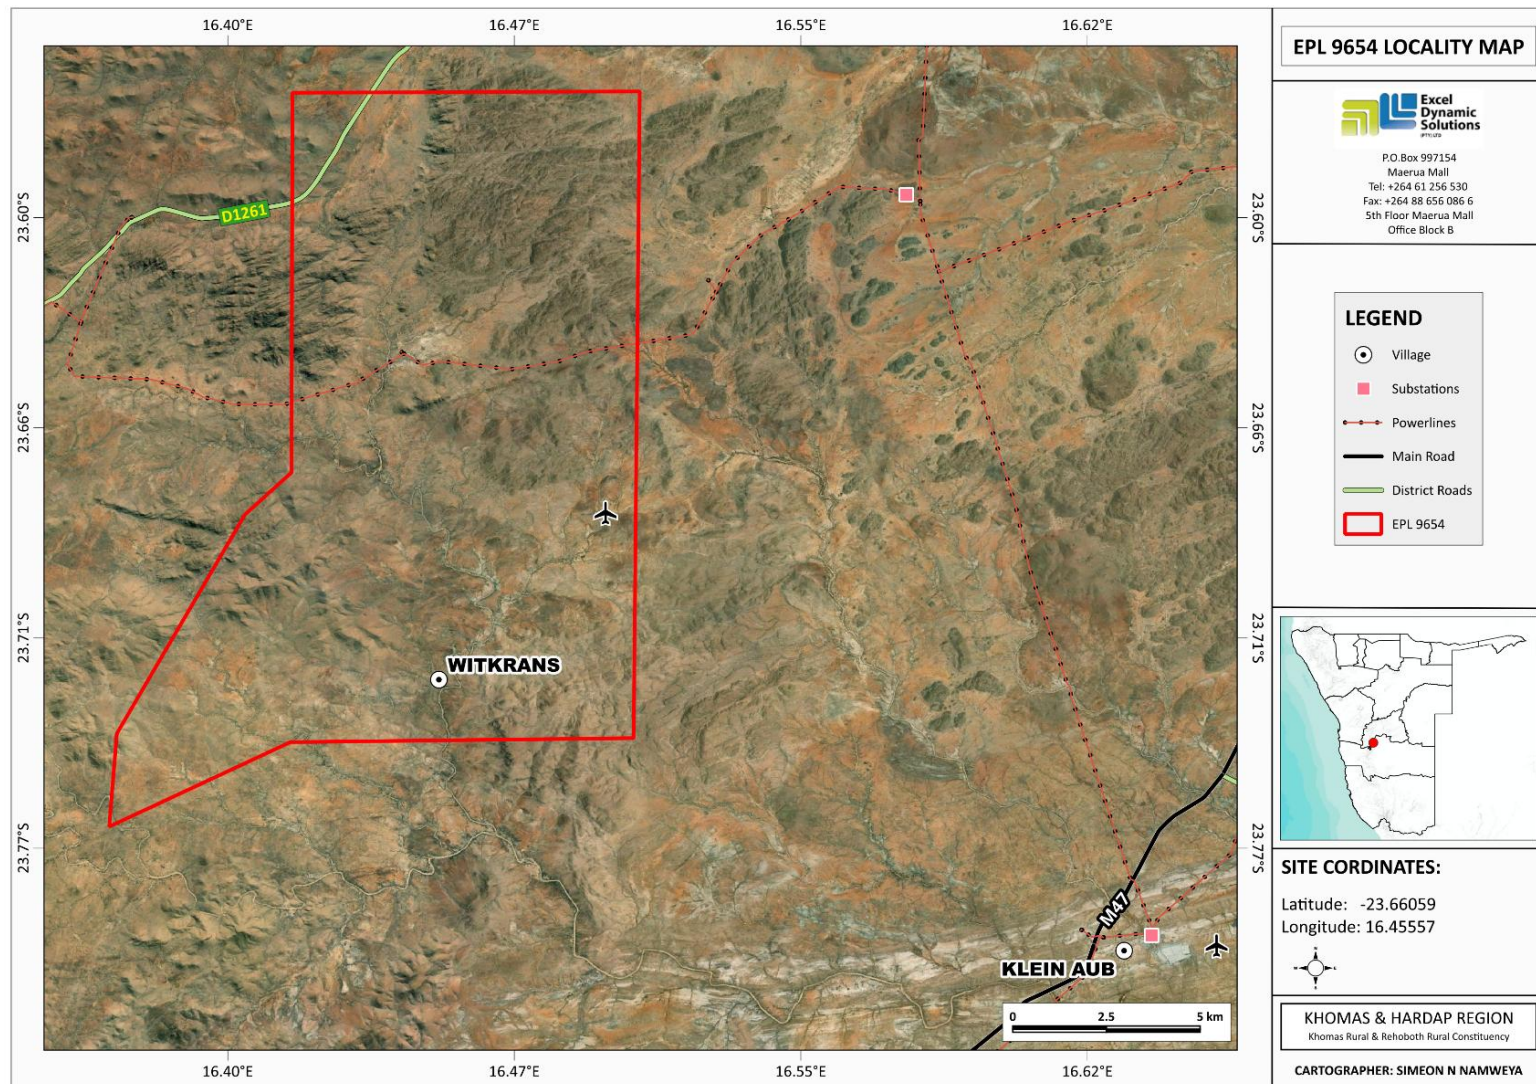 16.40°E
16.47°E
16.55°E
16.62°E
EPL 9654 LOCALITY MAP
Excel
Dynamic
Solutions
(PTY) LTD
P.O.Box 997154
Maerua Mall
Tel: +264 61 256 530
Fax: +264 88 656 086 6
5th Floor Maerua Mall
Office Block B
23.60°S
D1261
23.60°S
LEGEND
Village
Substations
Powerlines
Main Road
District Roads
EPL 9654
23.66°S
23.66°S
23.71°S
WITKRANS
23.71°S
23.77°S
23.77°S
M47
KLEIN AUB
0 2.5 5 km
SITE CORDINATES:
Latitude: -23.66059
Longitude: 16.45557
KHOMAS & HARDAP REGION
Khomas Rural & Rehoboth Rural Constituency
CARTOGRAPHER: SIMEON N NAMWEYA
16.40°E
16.47°E
16.55°E
16.62°E